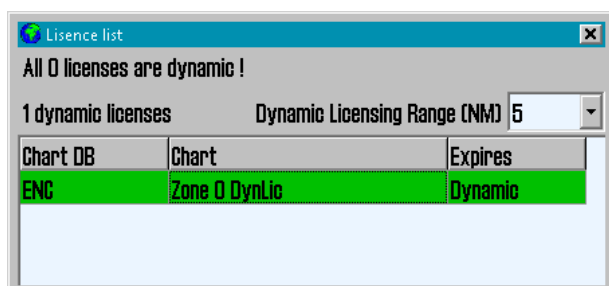 Lisence list
All 0 licenses are dynamic !
1 dynamic licenses Dynamic Licensing Range (NM) 5
Chart DB Chart Expires
ENC Zone 0 DynLic Dynamic